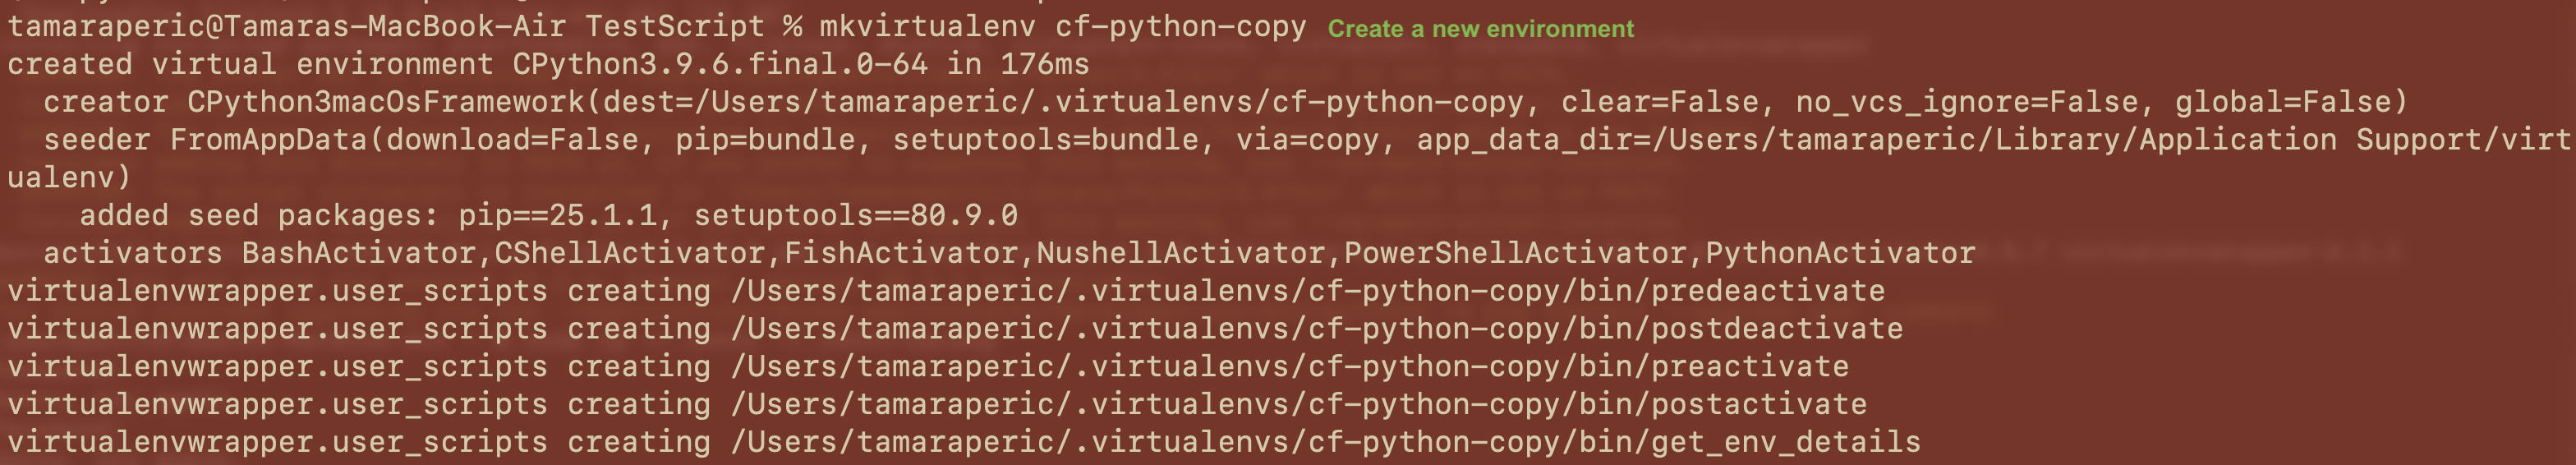 tamaraperic@Tamaras-MacBook-Air TestScript % mkvirtualenv cf-python-copy Create a new environment
created virtual environment CPython3.9.6.final.0-64 in 176ms
  creator CPython3macOsFramework(dest=/Users/tamaraperic/.virtualenvs/cf-python-copy, clear=False, no_vcs_ignore=False, global=False)
  seeder FromAppData(download=False, pip=bundle, setuptools=bundle, via=copy, app_data_dir=/Users/tamaraperic/Library/Application Support/virt
ualenv)
    added seed packages: pip==25.1.1, setuptools==80.9.0
  activators BashActivator,CShellActivator,FishActivator,NushellActivator,PowerShellActivator,PythonActivator
virtualenvwrapper.user_scripts creating /Users/tamaraperic/.virtualenvs/cf-python-copy/bin/predeactivate
virtualenvwrapper.user_scripts creating /Users/tamaraperic/.virtualenvs/cf-python-copy/bin/postdeactivate
virtualenvwrapper.user_scripts creating /Users/tamaraperic/.virtualenvs/cf-python-copy/bin/preactivate
virtualenvwrapper.user_scripts creating /Users/tamaraperic/.virtualenvs/cf-python-copy/bin/postactivate
virtualenvwrapper.user_scripts creating /Users/tamaraperic/.virtualenvs/cf-python-copy/bin/get_env_details